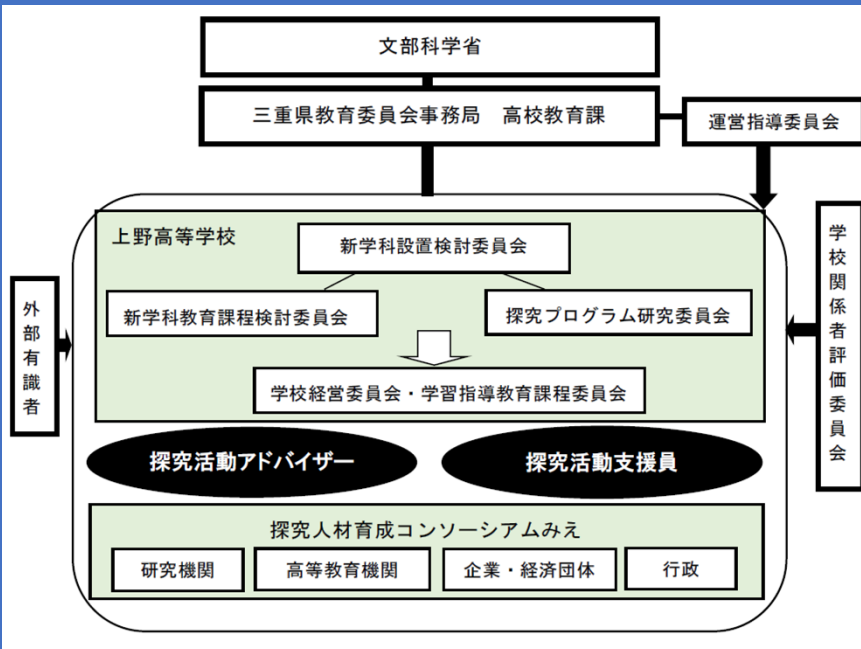 文部科学省
三重県教育委員会事務局 高校教育課
運営指導委員会
上野高等学校
新学科設置検討委員会
新学科教育課程検討委員会
探究プログラム研究委員会
学校経営委員会・学習指導教育課程委員会
外部有識者
学校関係者評価委員会
探究活動アドバイザー
探究活動支援員
探究人材育成コンソーシアムみえ
研究機関
高等教育機関
企業・経済団体
行政